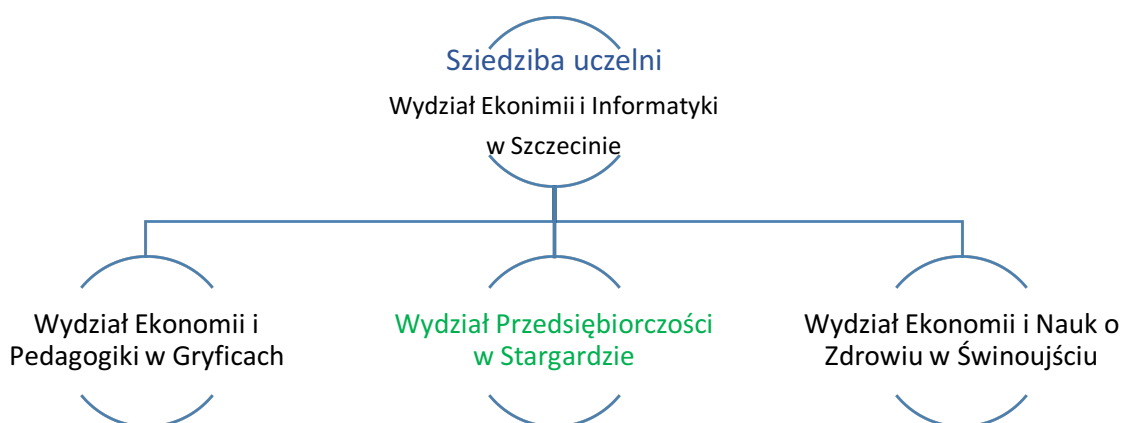 Sziedziba uczelni
Wydział Ekonimii i Informatyki
w Szczecinie
Wydział Ekonomii i
Pedagogiki w Gryficach
Wydział Przedsiębiorczości
w Stargardzie
Wydział Ekonomii i Nauk o
Zdrowiu w Świnoujściu